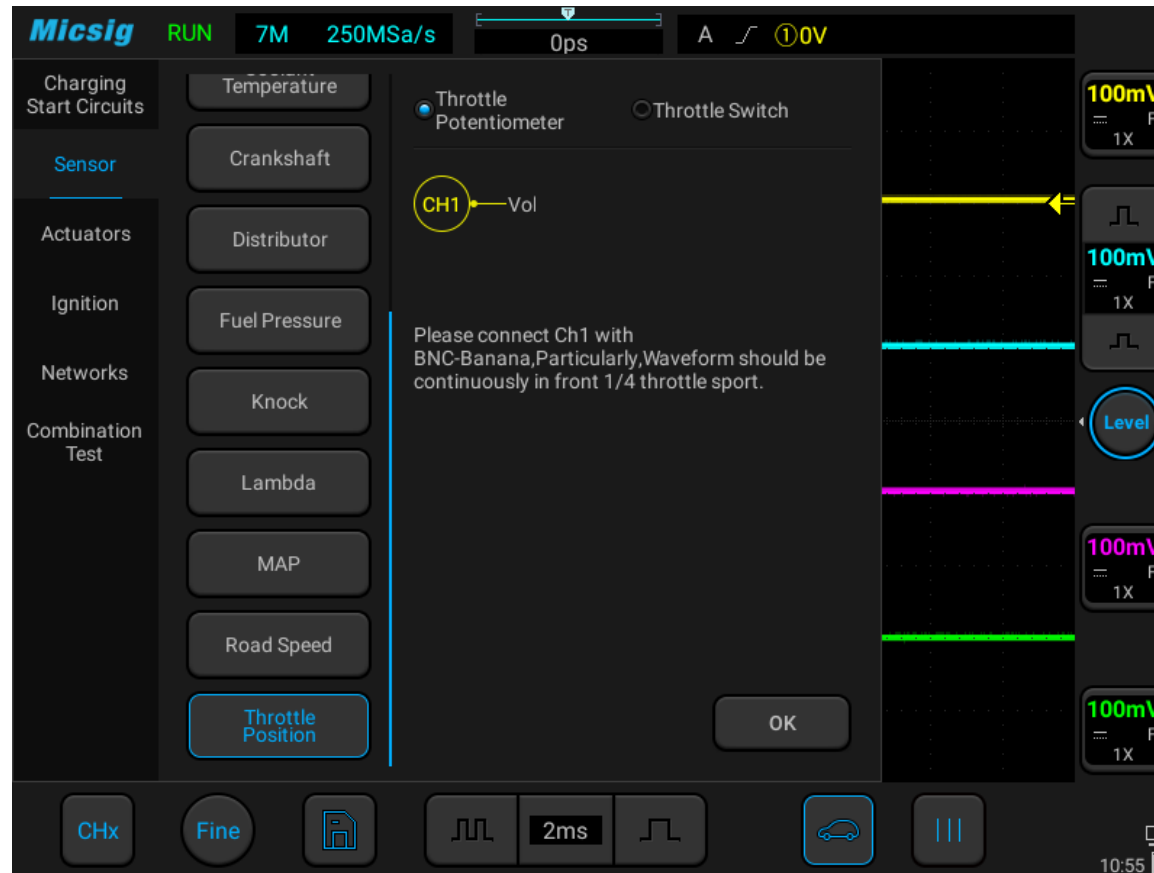 Micsig RUN 7M 250MSa/s T 0ps A ①0V
Charging
Start Circuits
Sensor
Actuators
Ignition
Networks
Combination
Test
Temperature
Crankshaft
Distributor
Fuel Pressure
Knock
Lambda
MAP
Road Speed
Throttle
Position
Throttle
Potentiometer
Throttle Switch
CH1 Vol
Please connect Ch1 with
BNC-Banana,Particularly,Waveform should be
continuously in front 1/4 throttle sport.
OK
100mV
F
1X
100mV
F
1X
Level
100mV
F
1X
100mV
F
1X
CHx Fine 2ms
10:55